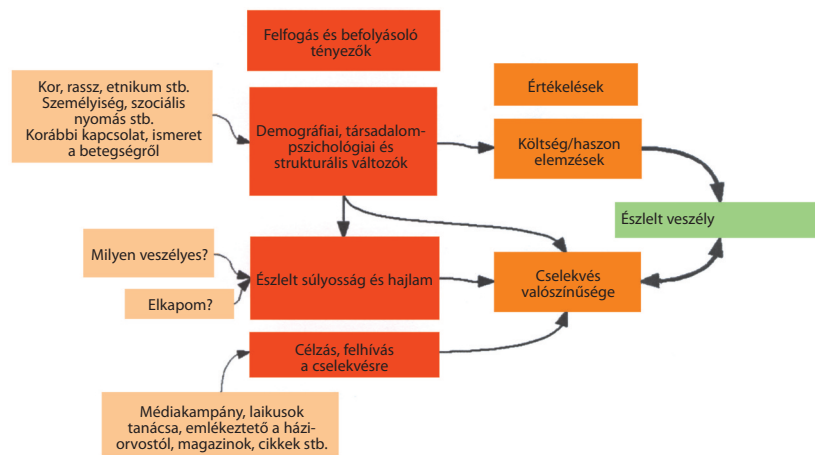 Felfogás és befolyásoló
tényezők
Kor, rassz, etnikum stb.
Személyiség, szociális
nyomás stb.
Korábbi kapcsolat, ismeret
a betegségről
Demográfiai, társadalom-
pszichológiai és
strukturális változók
Értékelések
Költség/haszon
elemzések
Észlelt veszély
Milyen veszélyes?
Elkapom?
Észlelt súlyosság és hajlam
Cselekvés
valószínűsége
Célzás, felhívás
a cselekvésre
Médiakampány, laikusok
tanácsa, emlékeztető a házi-
orvostól, magazinok, cikkek stb.